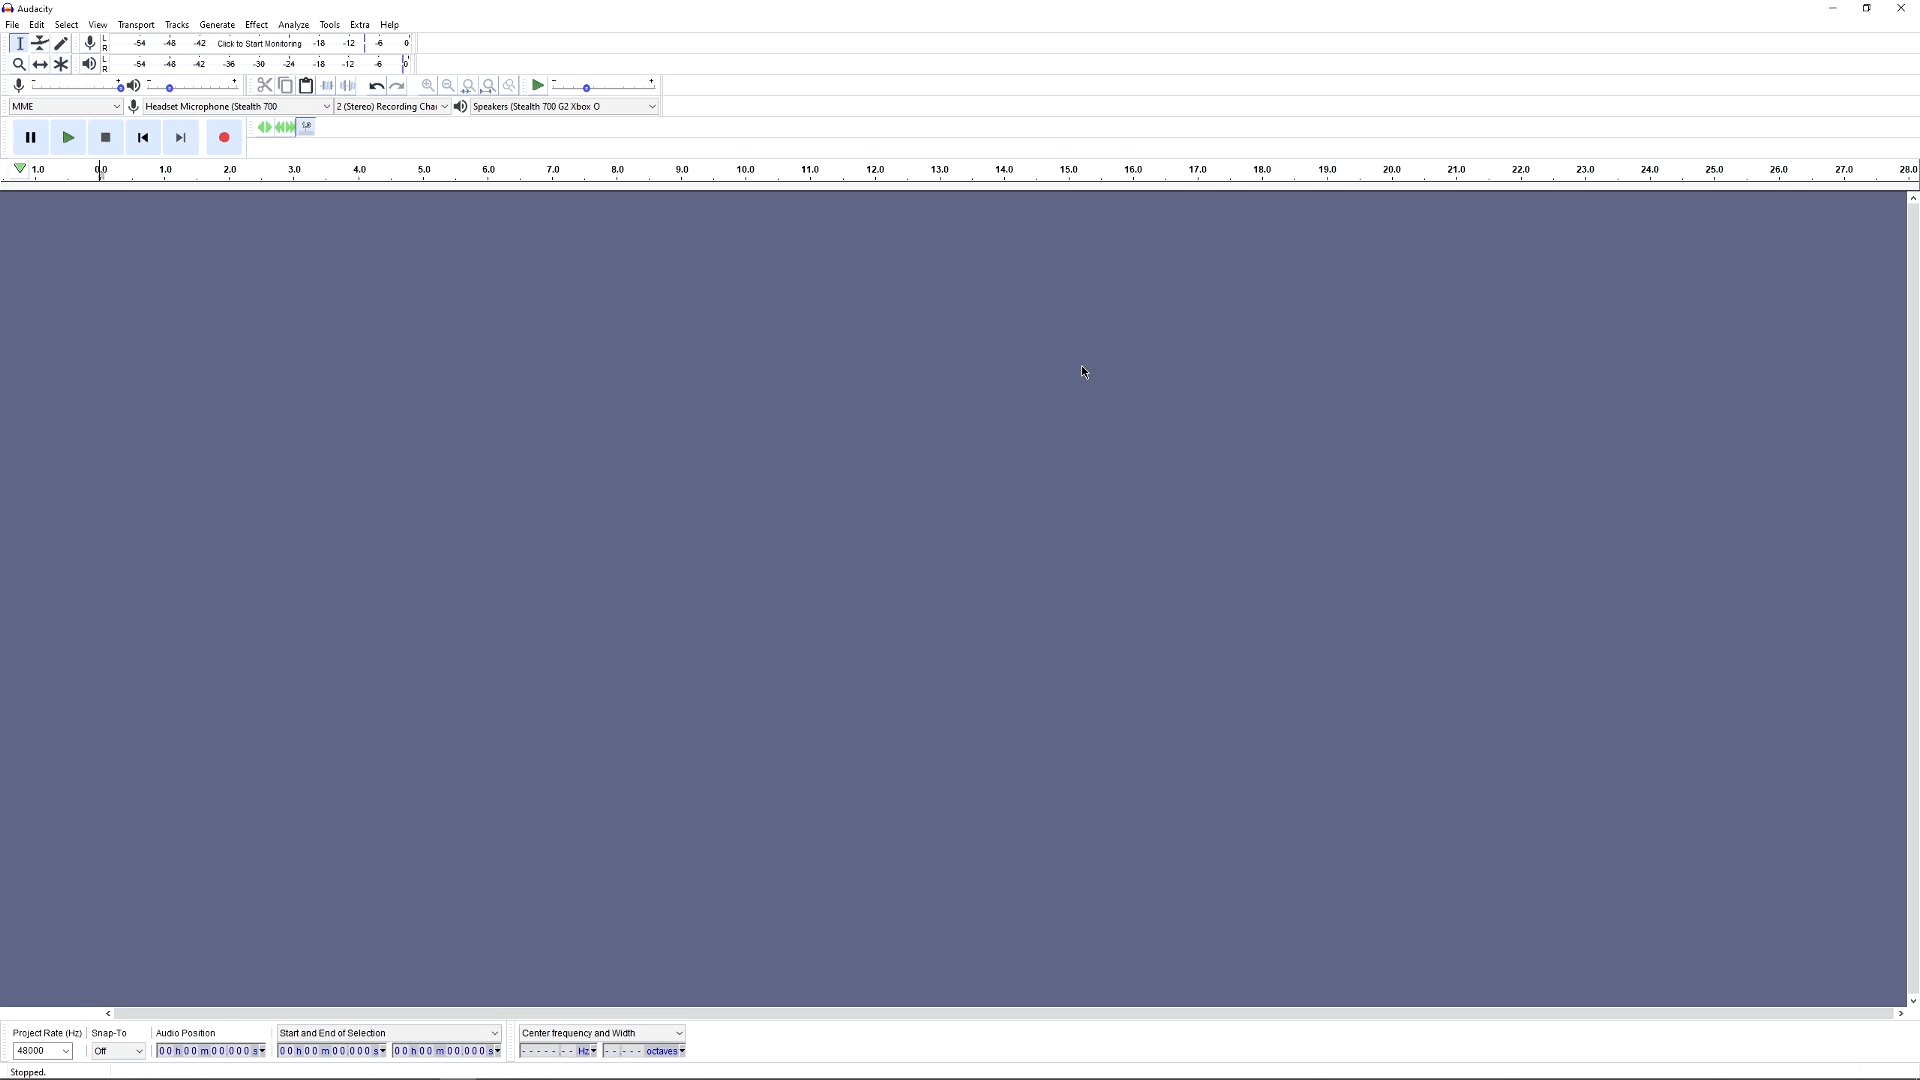 Audacity
File Edit Select View Transport Tracks Generate Effect Analyze Tools Extra Help
L R -54 -48 -42 Click to Start Monitoring -18 -12 -6 0
L R -54 -48 -42 -36 -30 -24 -18 -12 -6 0
- + - + - +
MME Headset Microphone (Stealth 700 2 (Stereo) Recording Chai Speakers (Stealth 700 G2 Xbox O
1.0 0.0 1.0 2.0 3.0 4.0 5.0 6.0 7.0 8.0 9.0 10.0 11.0 12.0 13.0 14.0 15.0 16.0 17.0 18.0 19.0 20.0 21.0 22.0 23.0 24.0 25.0 26.0 27.0 28.0
Project Rate (Hz) Snap-To Audio Position Start and End of Selection Center frequency and Width
48000 Off 00 h 00 m 00.000 s 00 h 00 m 00.000 s 00 h 00 m 00.000 s -----.-- Hz --.--- octaves
Stopped.